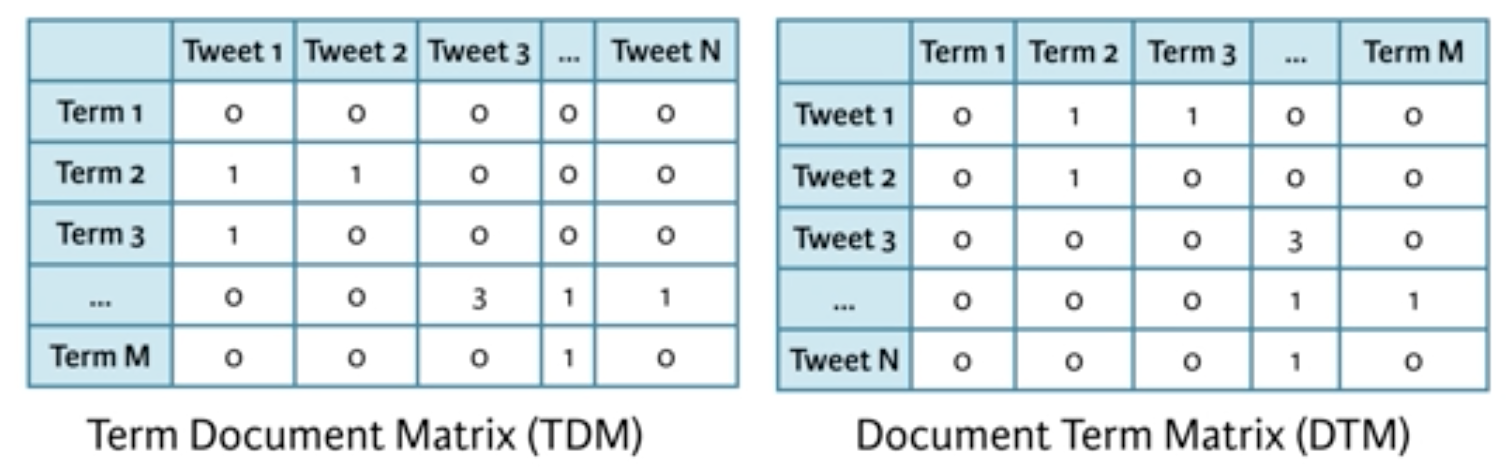 Tweet 1 Tweet 2 Tweet 3 ... Tweet N
Term 1 0 0 0 0 0
Term 2 1 1 0 0 0
Term 3 1 0 0 0 0
... 0 0 3 1 1
Term M 0 0 0 1 0
Term Document Matrix (TDM)
Term 1 Term 2 Term 3 ... Term M
Tweet 1 0 1 1 0 0
Tweet 2 0 1 0 0 0
Tweet 3 0 0 0 3 0
... 0 0 0 1 1
Tweet N 0 0 0 1 0
Document Term Matrix (DTM)